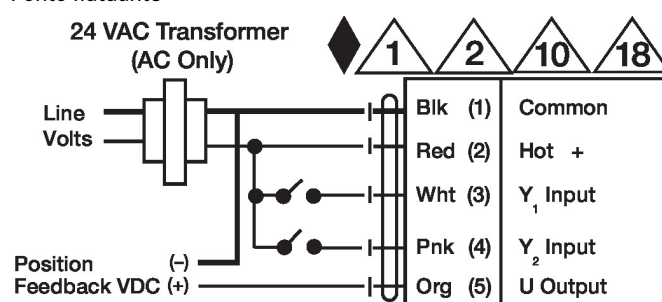 24 VAC Transformer
(AC Only)
1 2 10 18
Line
Volts
Blk (1) Common
Red (2) Hot +
Wht (3) Y₁ Input
Pnk (4) Y₂ Input
Position (-)
Feedback VDC (+)
Org (5) U Output